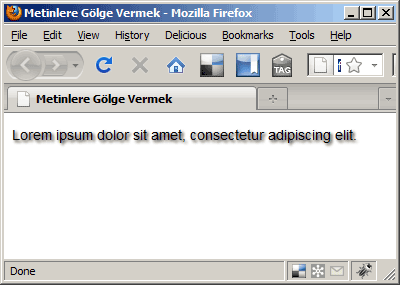 Metinlere Gölge Vermek - Mozilla Firefox
File Edit View History Delicious Bookmarks Tools Help
TAG
Metinlere Gölge Vermek
Lorem ipsum dolor sit amet, consectetur adipiscing elit.
Done